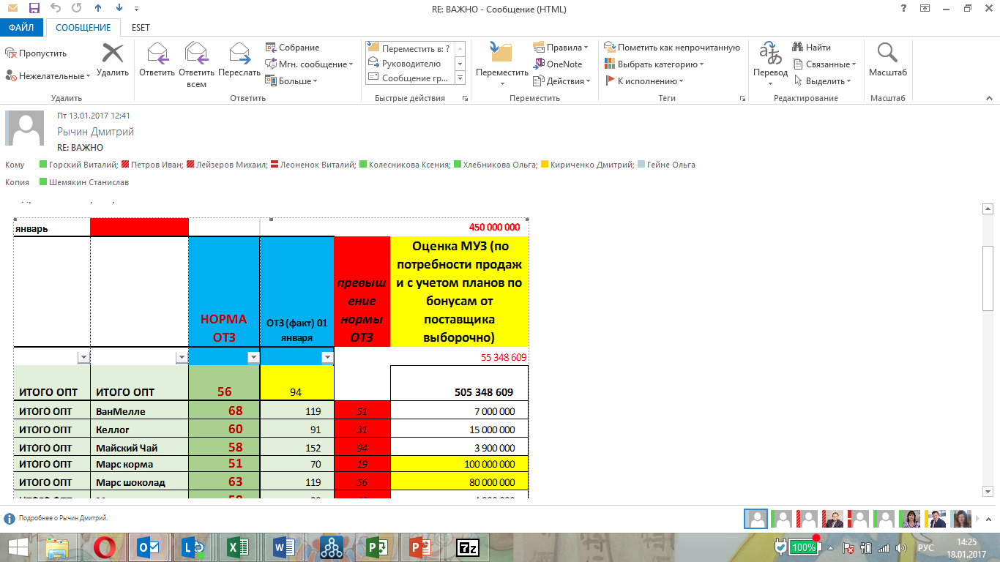 RE: ВАЖНО - Сообщение (HTML)
ФАЙЛ СООБЩЕНИЕ ESET
Пропустить
Нежелательные
Удалить
Удалить
Ответить
Ответить всем
Переслать
Собрание
Мгн. сообщение
Больше
Ответить
Переместить в: ?
Руководителю
Сообщение гр...
Быстрые действия
Переместить
Правила
OneNote
Действия
Переместить
Пометить как непрочитанную
Выбрать категорию
К исполнению
Теги
Перевод
Найти
Связанные
Выделить
Редактирование
Масштаб
Масштаб
Пт 13.01.2017 12:41
Рычин Дмитрий
RE: ВАЖНО
Кому Горский Виталий; Петров Иван; Лейзеров Михаил; Леоненок Виталий; Колесникова Ксения; Хлебникова Ольга; Кириченко Дмитрий; Гейне Ольга
Копия Шемякин Станислав
январь 450 000 000
НОРМА
ОТЗ
ОТЗ (факт) 01
января
превыш
ение
нормы
ОТЗ
Оценка МУЗ (по
потребности продаж
и с учетом планов по
бонусам от
поставщика
выборочно)
55 348 609
ИТОГО ОПТ ИТОГО ОПТ 56 94 505 348 609
ИТОГО ОПТ ВанМелле 68 119 51 7 000 000
ИТОГО ОПТ Келлог 60 91 31 15 000 000
ИТОГО ОПТ Майский Чай 58 152 94 3 900 000
ИТОГО ОПТ Марс корма 51 70 19 100 000 000
ИТОГО ОПТ Марс шоколад 63 119 56 80 000 000
Подробнее о Рычин Дмитрий.
100% РУС
14:25
18.01.2017